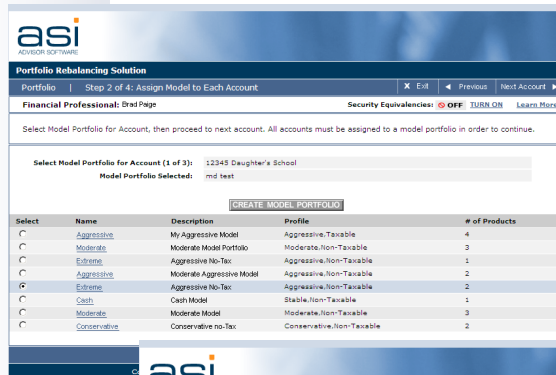 asi
ADVISOR SOFTWARE
Portfolio Rebalancing Solution
Portfolio | Step 2 of 4: Assign Model to Each Account X Exit ◄ Previous Next Account ►
Financial Professional: Brad Paige Security Equivalencies: OFF TURN ON Learn More
Select Model Portfolio for Account, then proceed to next account. All accounts must be assigned to a model portfolio in order to continue.
Select Model Portfolio for Account (1 of 3): 12345 Daughter's School
Model Portfolio Selected: md test
CREATE MODEL PORTFOLIO
Select Name Description Profile # of Products
Aggressive My Aggressive Model Aggressive,Taxable 4
Moderate Moderate Model Portfolio Moderate,Non-Taxable 3
Extreme Aggressive No-Tax Aggressive,Non-Taxable 1
Aggressive Moderate Aggressive Model Aggressive,Non-Taxable 2
Extreme Aggressive No-Tax Aggressive,Non-Taxable 2
Cash Cash Model Stable,Non-Taxable 1
Moderate Moderate Model Moderate,Non-Taxable 3
Conservative Conservative no-Tax Conservative,Non-Taxable 2
asi